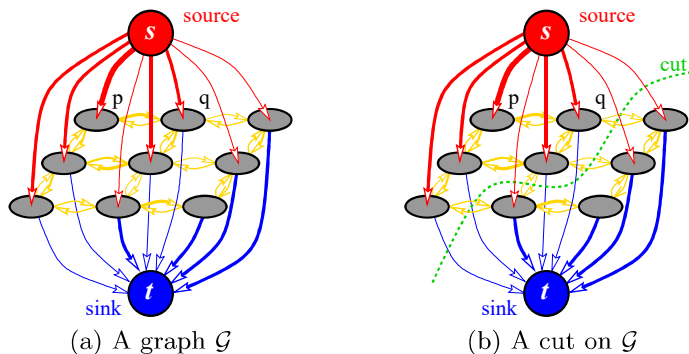 source
s
p
q
t
sink
(a) A graph 𝒢
source
s
cut
p
q
t
sink
(b) A cut on 𝒢